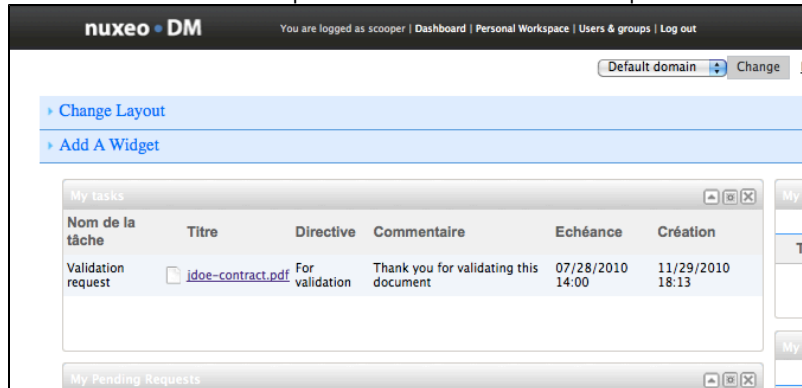 nuxeo DM
You are logged as scooper | Dashboard | Personal Workspace | Users & groups | Log out
Default domain Change
Change Layout
Add A Widget
My tasks
My
Nom de la tâche Titre Directive Commentaire Echéance Création
Validation request jdoe-contract.pdf For validation Thank you for validating this document 07/28/2010 14:00 11/29/2010 18:13
My
My Pending Requests